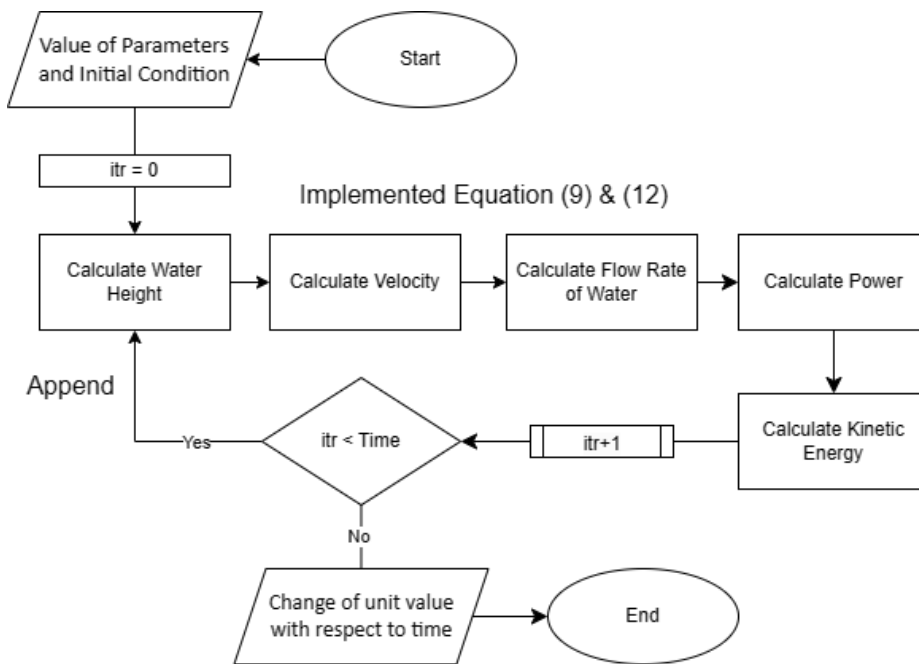 Value of Parameters
and Initial Condition
Start
itr = 0
Implemented Equation (9) & (12)
Calculate Water
Height
Calculate Velocity
Calculate Flow Rate
of Water
Calculate Power
Append
Yes
itr < Time
itr+1
Calculate Kinetic
Energy
No
Change of unit value
with respect to time
End